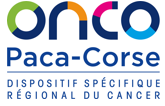 onco
Paca-Corse
DISPOSITIF SPÉCIFIQUE
RÉGIONAL DU CANCER